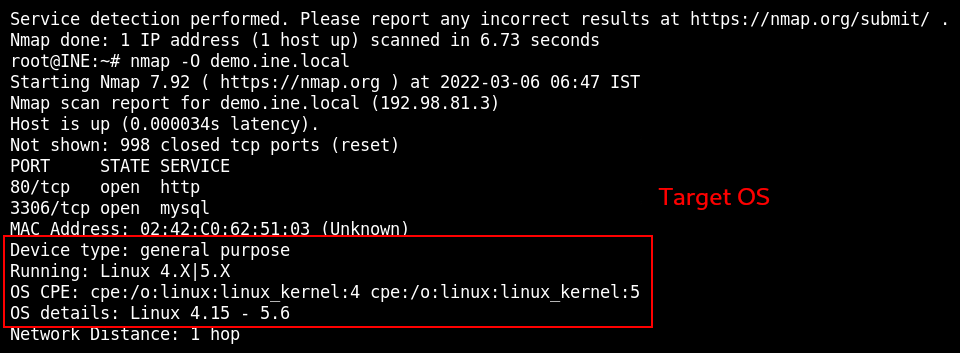 Service detection performed. Please report any incorrect results at https://nmap.org/submit/ .
Nmap done: 1 IP address (1 host up) scanned in 6.73 seconds
root@INE:~# nmap -O demo.ine.local
Starting Nmap 7.92 ( https://nmap.org ) at 2022-03-06 06:47 IST
Nmap scan report for demo.ine.local (192.98.81.3)
Host is up (0.000034s latency).
Not shown: 998 closed tcp ports (reset)
PORT     STATE SERVICE
80/tcp   open  http
3306/tcp open  mysql
Target OS
MAC Address: 02:42:C0:62:51:03 (Unknown)
Device type: general purpose
Running: Linux 4.X|5.X
OS CPE: cpe:/o:linux:linux_kernel:4 cpe:/o:linux:linux_kernel:5
OS details: Linux 4.15 - 5.6
Network Distance: 1 hop